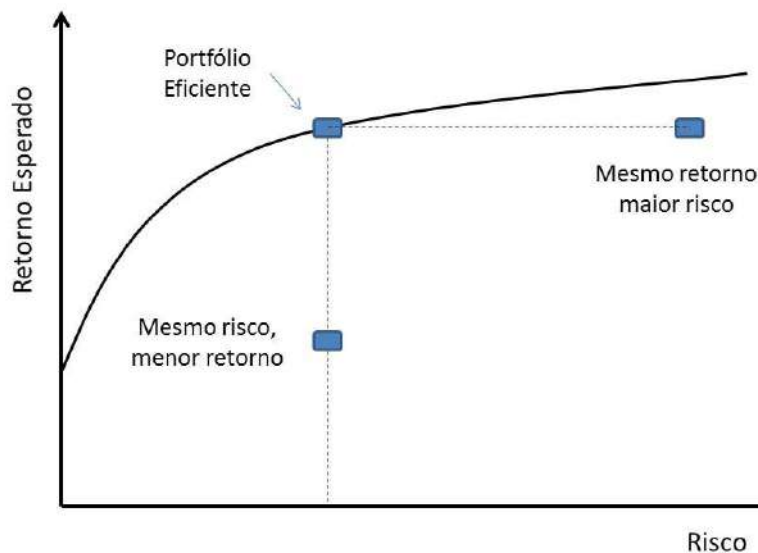 Portfólio
Eficiente
Retorno Esperado
Mesmo retorno
maior risco
Mesmo risco,
menor retorno
Risco